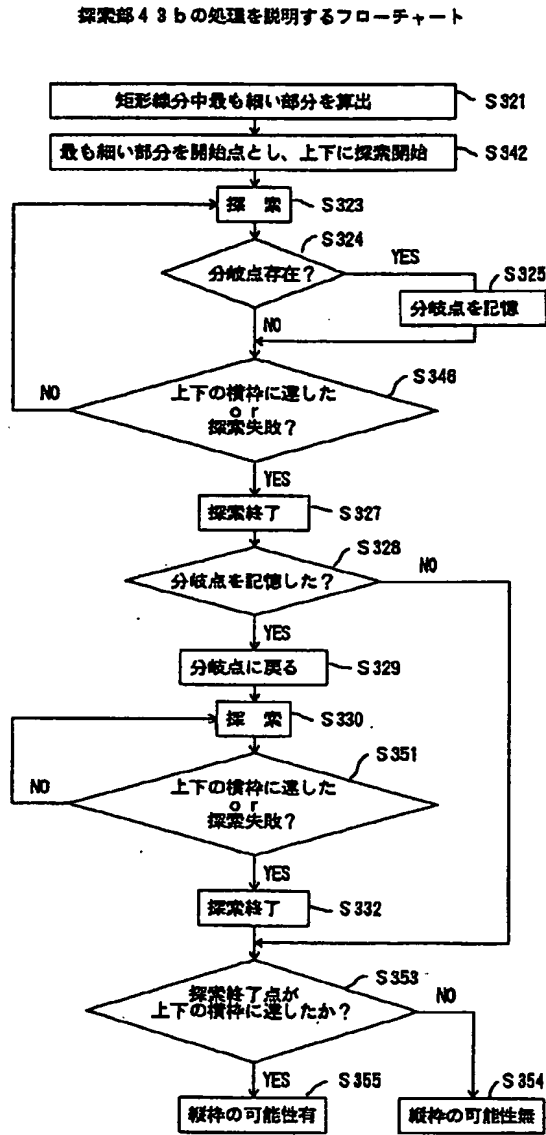 探索部43bの処理を説明するフローチャート
矩形線分中最も細い部分を算出
S321
最も細い部分を開始点とし、上下に探索開始
S342
探 索
S323
S324
分岐点存在?
YES
S325
分岐点を記憶
NO
S346
上下の横枠に達した
or
探索失敗?
NO
YES
探索終了
S327
S328
分岐点を記憶した?
NO
YES
分岐点に戻る
S329
探 索
S330
S351
上下の横枠に達した
or
探索失敗?
NO
YES
探索終了
S332
S353
探索終了点が
上下の横枠に達したか?
NO
YES
S355
S354
縦枠の可能性有
縦枠の可能性無